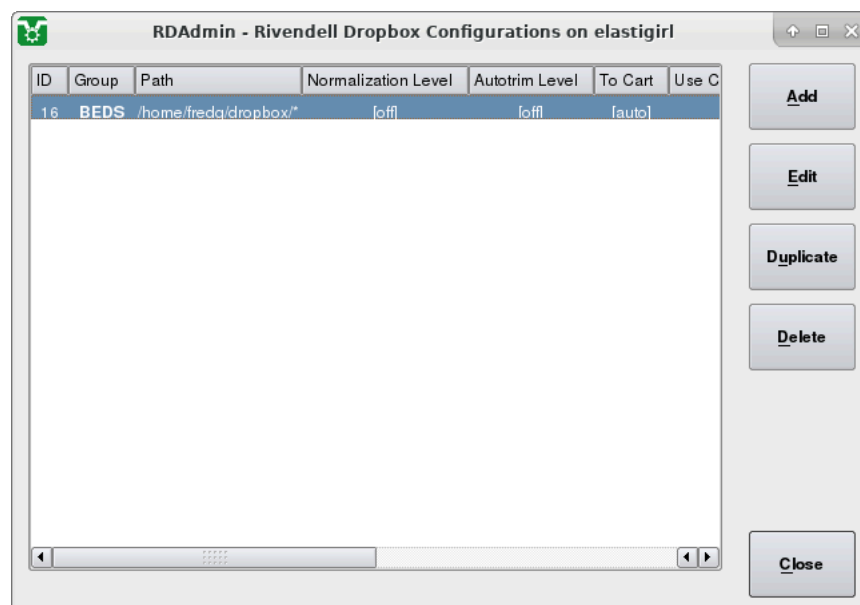 RDAdmin - Rivendell Dropbox Configurations on elastigirl
ID Group Path Normalization Level Autotrim Level To Cart Use C
16 BEDS /home/fredg/dropbox/* [off] [off] [auto]
Add
Edit
Duplicate
Delete
Close